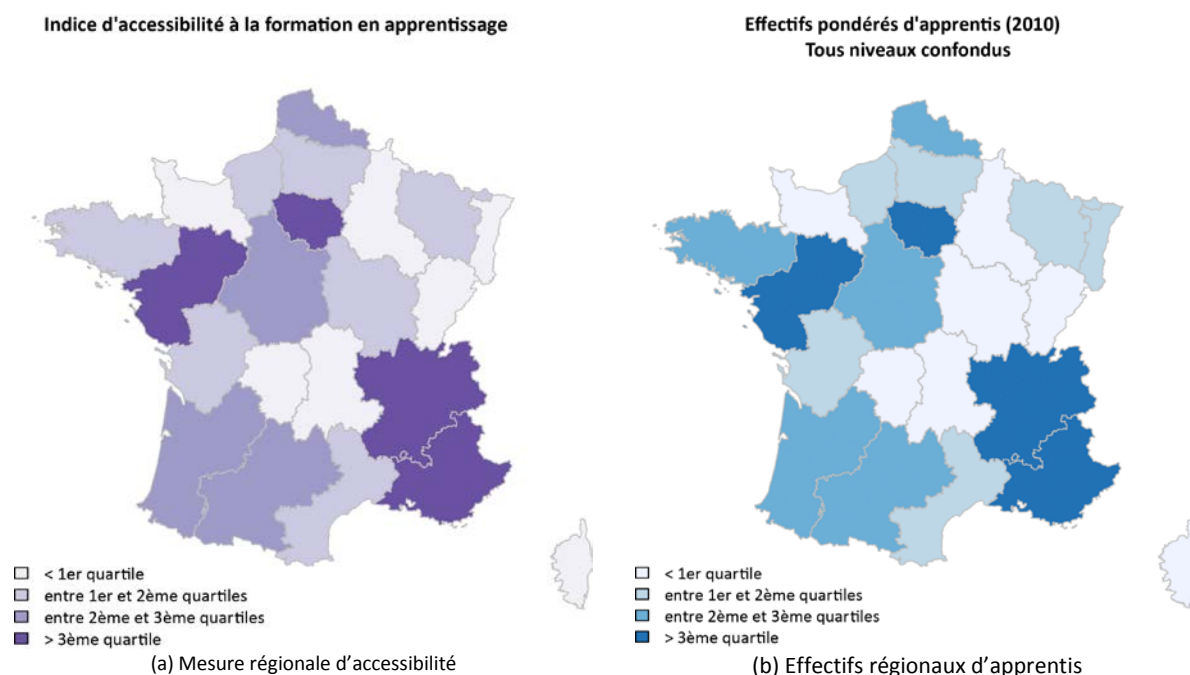 Indice d'accessibilité à la formation en apprentissage
< 1er quartile
entre 1er et 2ème quartiles
entre 2ème et 3ème quartiles
> 3ème quartile
(a) Mesure régionale d’accessibilité
Effectifs pondérés d'apprentis (2010)
Tous niveaux confondus
< 1er quartile
entre 1er et 2ème quartiles
entre 2ème et 3ème quartiles
> 3ème quartile
(b) Effectifs régionaux d’apprentis